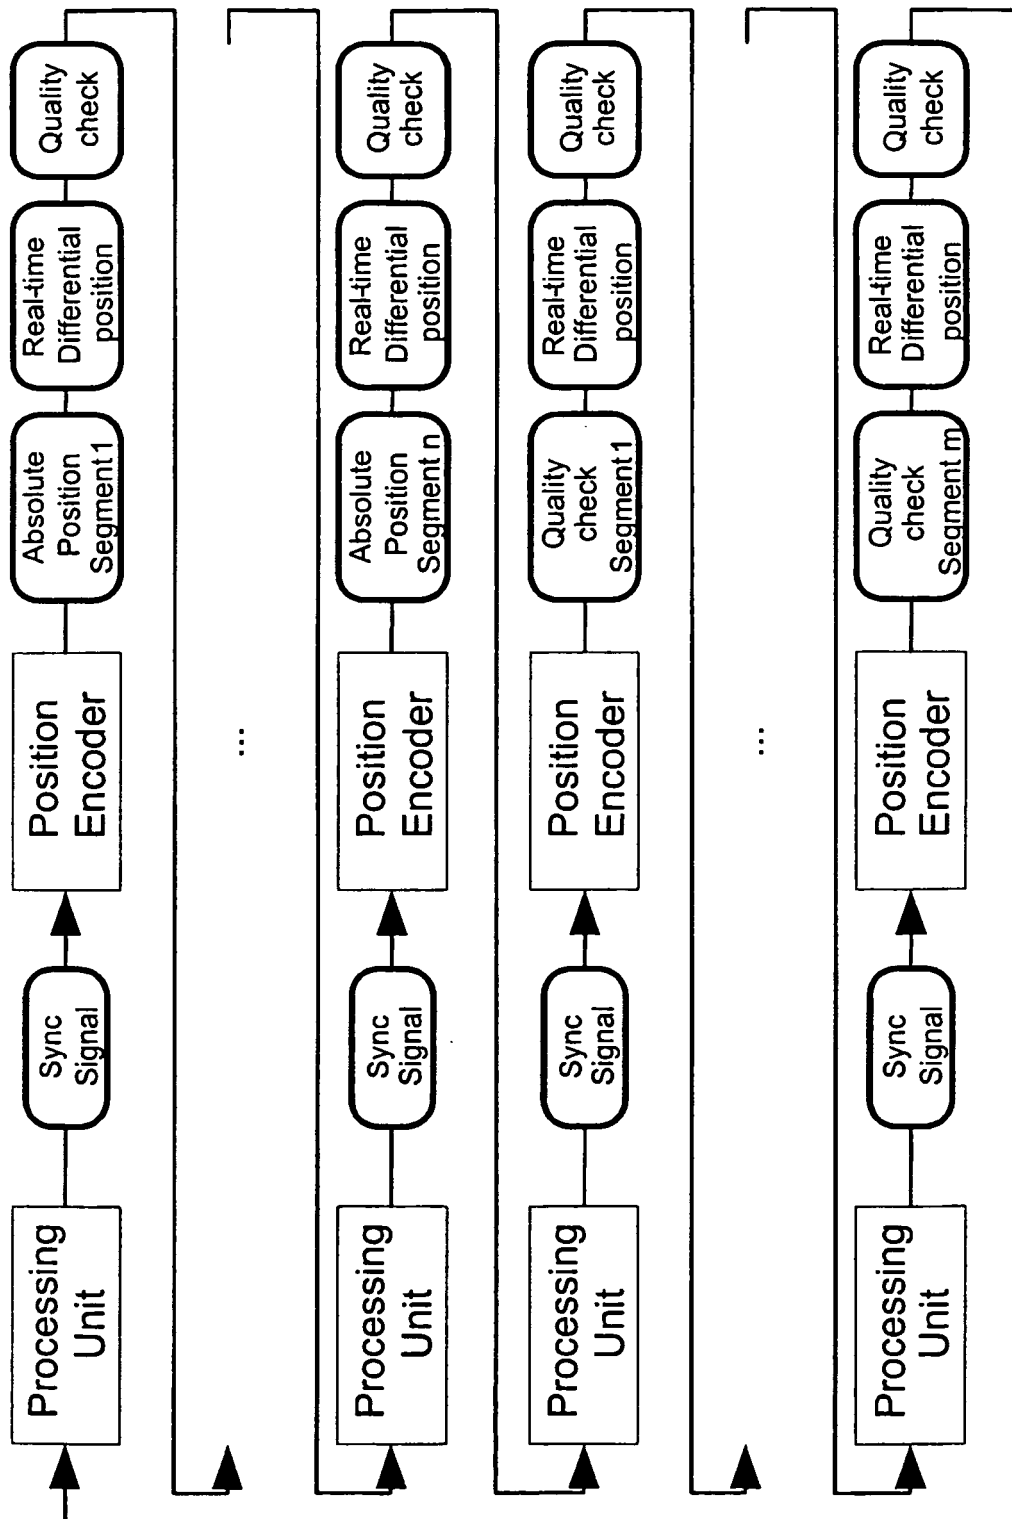 Processing
Unit
Sync
Signal
Position
Encoder
Absolute
Position
Segment 1
Real-time
Differential
position
Quality
check
...
Processing
Unit
Sync
Signal
Position
Encoder
Absolute
Position
Segment n
Real-time
Differential
position
Quality
check
Processing
Unit
Sync
Signal
Position
Encoder
Quality
check
Segment 1
Real-time
Differential
position
Quality
check
...
Processing
Unit
Sync
Signal
Position
Encoder
Quality
check
Segment m
Real-time
Differential
position
Quality
check